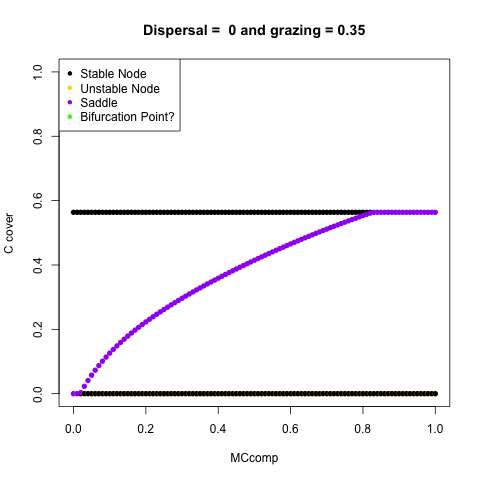 Dispersal =  0 and grazing = 0.35
Stable Node
Unstable Node
Saddle
Bifurcation Point?
C cover
1.0
0.8
0.6
0.4
0.2
0.0
0.0 0.2 0.4 0.6 0.8 1.0
MCcomp